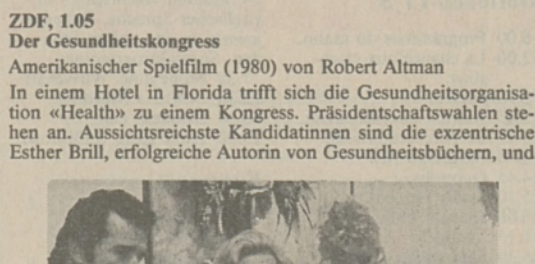 ZDF, 1.05
Der Gesundheitskongress
Amerikanischer Spielfilm (1980) von Robert Altman
In einem Hotel in Florida trifft sich die Gesundheitsorganisa-
tion «Health» zu einem Kongress. Präsidentschaftswahlen ste-
hen an. Aussichtsreichste Kandidatinnen sind die exzentrische
Esther Brill, erfolgreiche Autorin von Gesundheitsbüchern, und